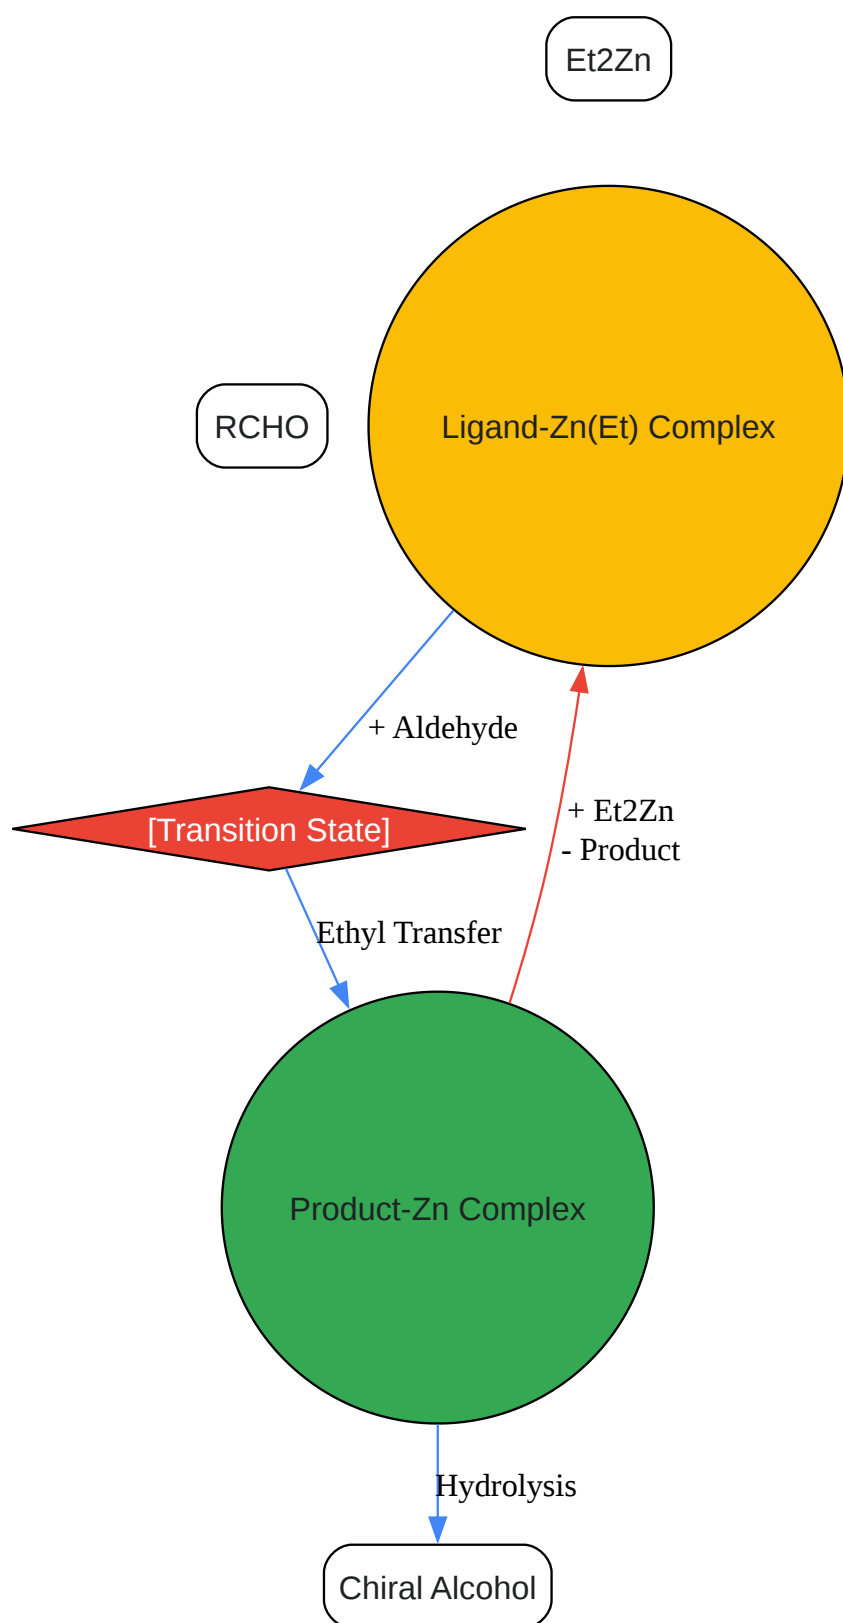 Et2Zn
RCHO
Ligand-Zn(Et) Complex
+ Aldehyde
[Transition State]
+ Et2Zn
- Product
Ethyl Transfer
Product-Zn Complex
Hydrolysis
Chiral Alcohol